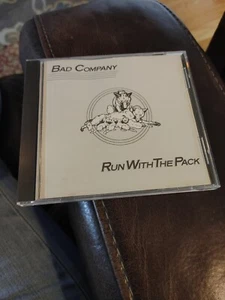 BAD COMPANY
RUN WITH THE PACK